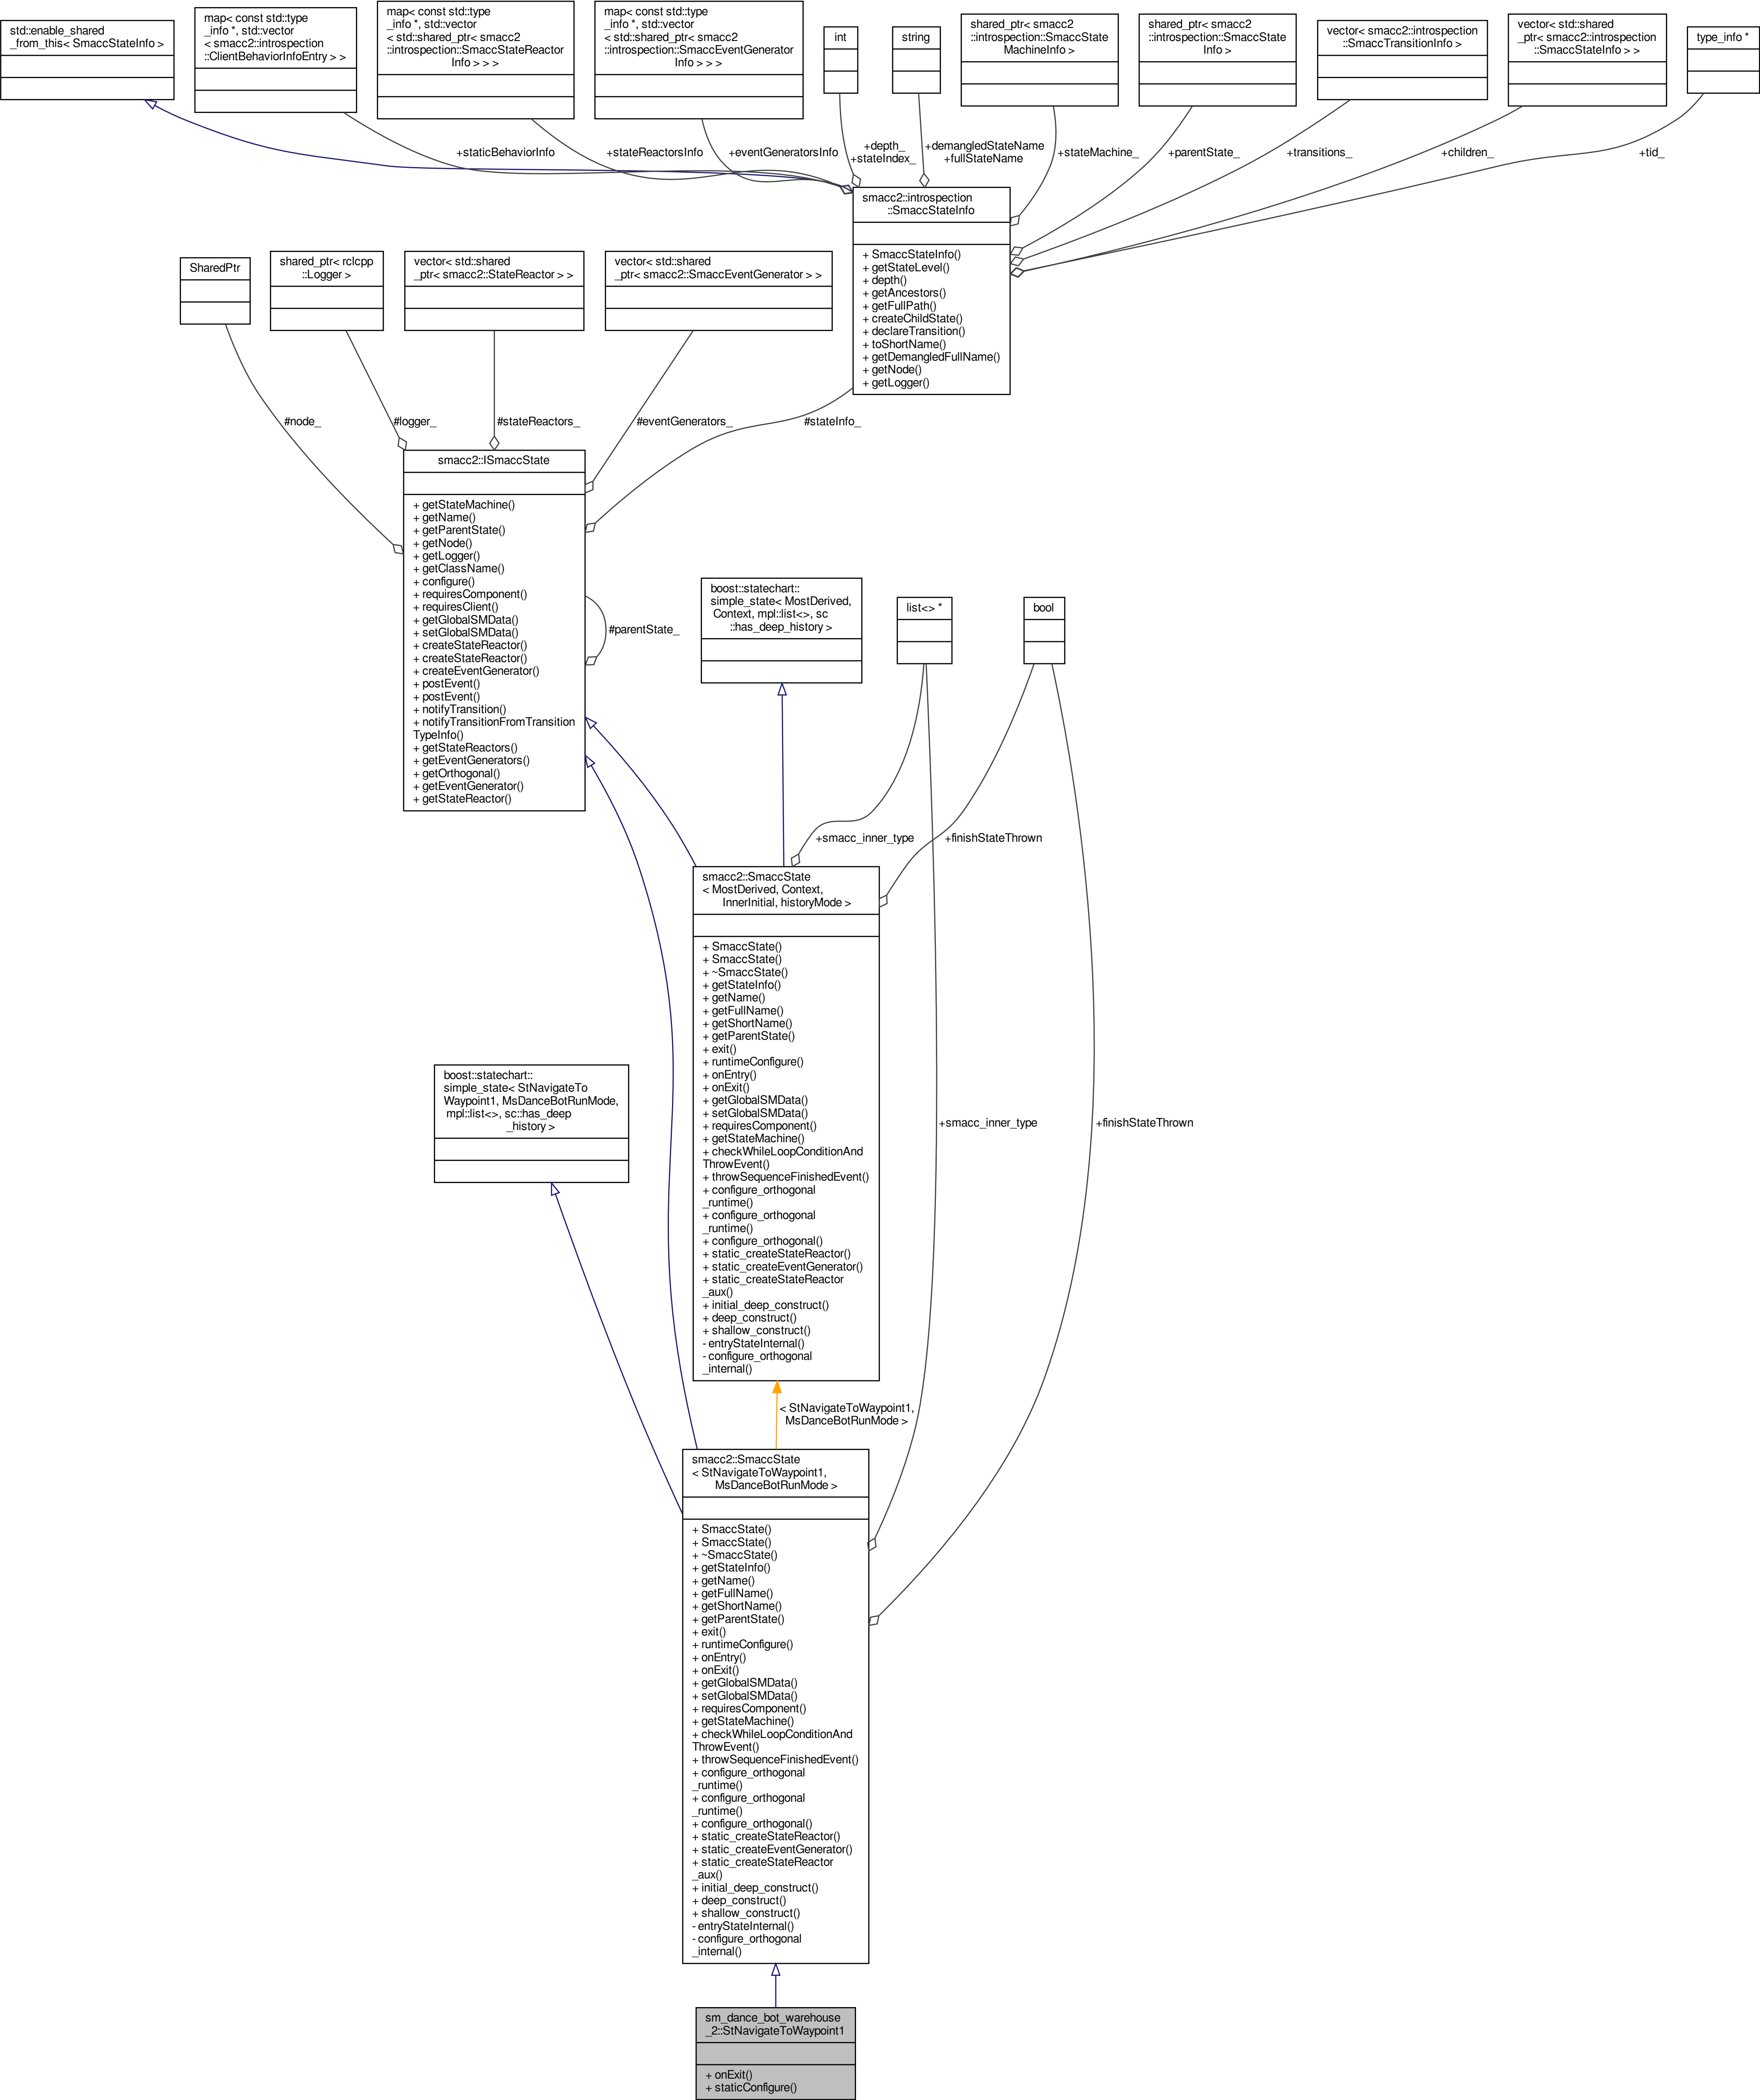 std::enable_shared
_from_this< SmaccStateInfo >
map< const std::type
_info *, std::vector
< smacc2::introspection
::ClientBehaviorInfoEntry > >
map< const std::type
_info *, std::vector
< std::shared_ptr< smacc2
::introspection::SmaccStateReactor
Info > > >
map< const std::type
_info *, std::vector
< std::shared_ptr< smacc2
::introspection::SmaccEventGenerator
Info > > >
int
string
shared_ptr< smacc2
::introspection::SmaccState
MachineInfo >
shared_ptr< smacc2
::introspection::SmaccState
Info >
vector< smacc2::introspection
::SmaccTransitionInfo >
vector< std::shared
_ptr< smacc2::introspection
::SmaccStateInfo > >
type_info *
+staticBehaviorInfo
+stateReactorsInfo
+eventGeneratorsInfo
+depth_
+stateIndex_
+demangledStateName
+fullStateName
+stateMachine_
+parentState_
+transitions_
+children_
+tid_
smacc2::introspection
::SmaccStateInfo
+ SmaccStateInfo()
+ getStateLevel()
+ depth()
+ getAncestors()
+ getFullPath()
+ createChildState()
+ declareTransition()
+ toShortName()
+ getDemangledFullName()
+ getNode()
+ getLogger()
SharedPtr
shared_ptr< rclcpp
::Logger >
vector< std::shared
_ptr< smacc2::StateReactor > >
vector< std::shared
_ptr< smacc2::SmaccEventGenerator > >
#node_
#logger_
#stateReactors_
#eventGenerators_
#stateInfo_
smacc2::ISmaccState
+ getStateMachine()
+ getName()
+ getParentState()
+ getNode()
+ getLogger()
+ getClassName()
+ configure()
+ requiresComponent()
+ requiresClient()
+ getGlobalSMData()
+ setGlobalSMData()
+ createStateReactor()
+ createStateReactor()
+ createEventGenerator()
+ postEvent()
+ postEvent()
+ notifyTransition()
+ notifyTransitionFromTransition
TypeInfo()
+ getStateReactors()
+ getEventGenerators()
+ getOrthogonal()
+ getEventGenerator()
+ getStateReactor()
#parentState_
boost::statechart::
simple_state< MostDerived,
Context, mpl::list<>, sc
::has_deep_history >
list<> *
bool
+smacc_inner_type
+finishStateThrown
smacc2::SmaccState
< MostDerived, Context,
InnerInitial, historyMode >
+ SmaccState()
+ SmaccState()
+ ~SmaccState()
+ getStateInfo()
+ getName()
+ getFullName()
+ getShortName()
+ getParentState()
+ exit()
+ runtimeConfigure()
+ onEntry()
+ onExit()
+ getGlobalSMData()
+ setGlobalSMData()
+ requiresComponent()
+ getStateMachine()
+ checkWhileLoopConditionAnd
ThrowEvent()
+ throwSequenceFinishedEvent()
+ configure_orthogonal
_runtime()
+ configure_orthogonal
_runtime()
+ configure_orthogonal()
+ static_createStateReactor()
+ static_createEventGenerator()
+ static_createStateReactor
_aux()
+ initial_deep_construct()
+ deep_construct()
+ shallow_construct()
- entryStateInternal()
- configure_orthogonal
_internal()
boost::statechart::
simple_state< StNavigateTo
Waypoint1, MsDanceBotRunMode,
mpl::list<>, sc::has_deep
_history >
+smacc_inner_type
+finishStateThrown
< StNavigateToWaypoint1,
MsDanceBotRunMode >
smacc2::SmaccState
< StNavigateToWaypoint1,
MsDanceBotRunMode >
+ SmaccState()
+ SmaccState()
+ ~SmaccState()
+ getStateInfo()
+ getName()
+ getFullName()
+ getShortName()
+ getParentState()
+ exit()
+ runtimeConfigure()
+ onEntry()
+ onExit()
+ getGlobalSMData()
+ setGlobalSMData()
+ requiresComponent()
+ getStateMachine()
+ checkWhileLoopConditionAnd
ThrowEvent()
+ throwSequenceFinishedEvent()
+ configure_orthogonal
_runtime()
+ configure_orthogonal
_runtime()
+ configure_orthogonal()
+ static_createStateReactor()
+ static_createEventGenerator()
+ static_createStateReactor
_aux()
+ initial_deep_construct()
+ deep_construct()
+ shallow_construct()
- entryStateInternal()
- configure_orthogonal
_internal()
sm_dance_bot_warehouse
_2::StNavigateToWaypoint1
+ onExit()
+ staticConfigure()